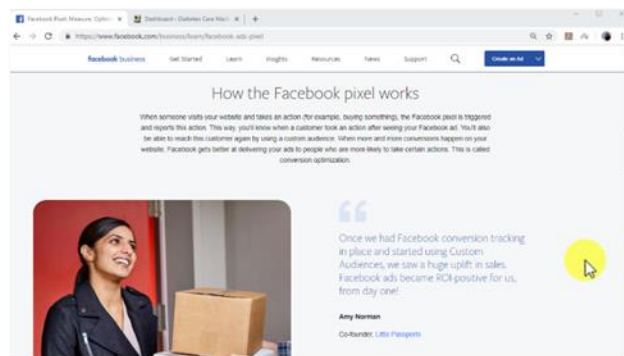 Facebook Pixel: Measure, Optim
Dashboard - Diabetes Care Mach
https://www.facebook.com/business/learn/facebook-ads-pixel
facebook business Get Started Learn Insights Resources News Support Create an Ad
How the Facebook pixel works
When someone visits your website and takes an action (for example, buying something), the Facebook pixel is triggered
and reports this action. This way, you'll know when a customer took an action after seeing your Facebook ad. You'll also
be able to reach this customer again by using a custom audience. When more and more conversions happen on your
website, Facebook gets better at delivering your ads to people who are more likely to take certain actions. This is called
conversion optimization.
Once we had Facebook conversion tracking
in place and started using Custom
Audiences, we saw a huge uplift in sales.
Facebook ads became ROI-positive for us,
from day one!
Amy Norman
Co-founder, Little Passports